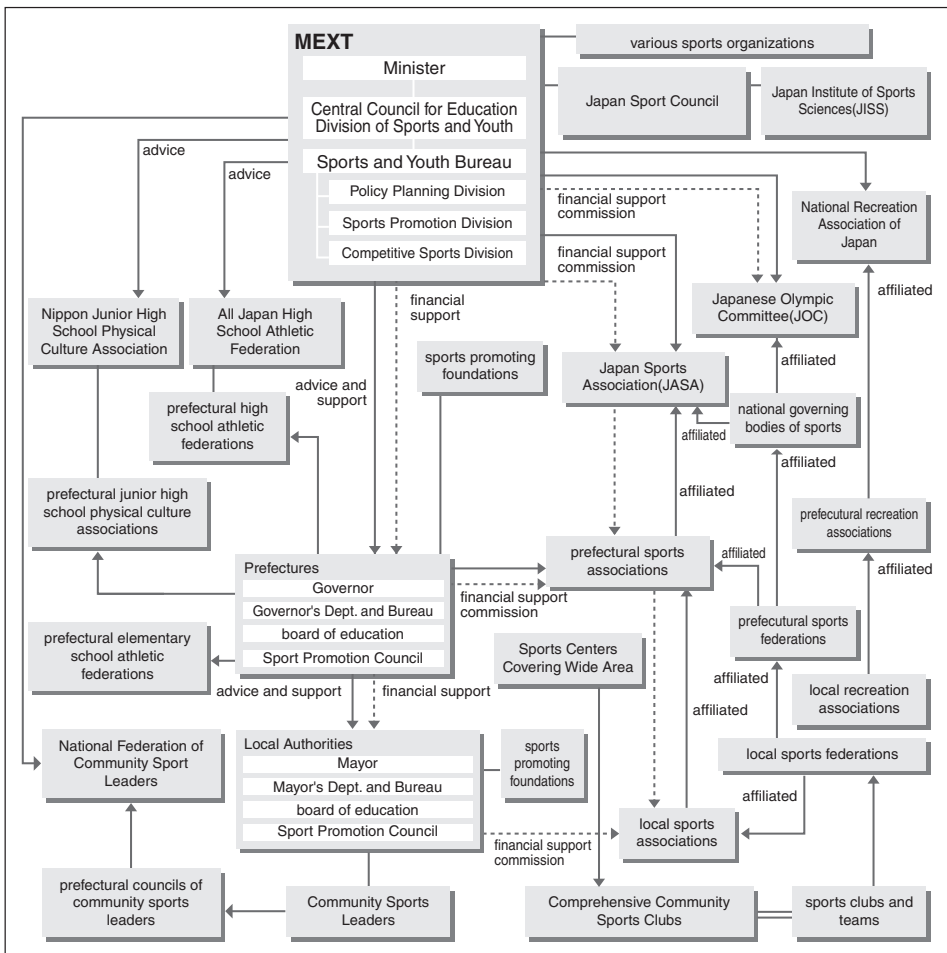 MEXT
Minister
Central Council for Education
Division of Sports and Youth
Sports and Youth Bureau
Policy Planning Division
Sports Promotion Division
Competitive Sports Division
various sports organizations
Japan Sport Council
Japan Institute of Sports
Sciences(JISS)
advice
advice
financial support
commission
financial support
commission
National Recreation
Association of
Japan
affiliated
Nippon Junior High
School Physical
Culture Association
All Japan High
School Athletic
Federation
financial
support
Japanese Olympic
Committee(JOC)
sports promoting
foundations
Japan Sports
Association(JASA)
affiliated
advice and
support
prefectural high
school athletic
federations
national governing
bodies of sports
affiliated
affiliated
prefectural junior high
school physical culture
associations
affiliated
prefecutural recreation
associations
Prefectures
Governor
Governor's Dept. and Bureau
board of education
Sport Promotion Council
financial support
commission
prefectural sports
associations
affiliated
affiliated
prefecutural sports
federations
prefectural elementary
school athletic
federations
Sports Centers
Covering Wide Area
affiliated
affiliated
local recreation
associations
advice and support
financial support
National Federation of
Community Sport
Leaders
Local Authorities
Mayor
Mayor's Dept. and Bureau
board of education
Sport Promotion Council
sports
promoting
foundations
local sports federations
affiliated
financial support
commission
local sports
associations
prefectural councils of
community sports
leaders
Community Sports
Leaders
Comprehensive Community
Sports Clubs
sports clubs and
teams